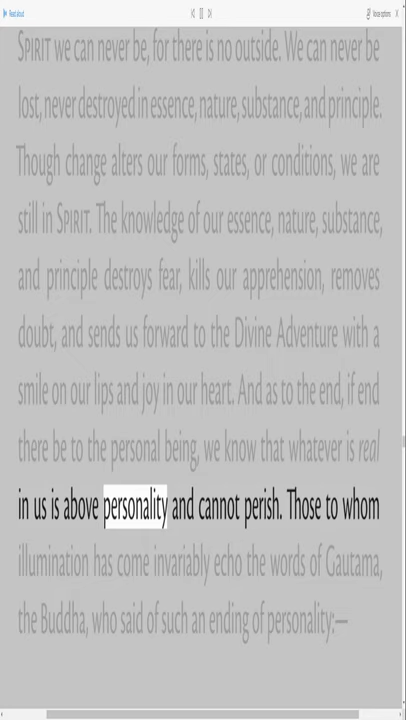 Read aloud
Voice options
SPIRIT we can never be, for there is no outside. We can never be
lost, never destroyed in essence, nature, substance, and principle.
Though change alters our forms, states, or conditions, we are
still in SPIRIT. The knowledge of our essence, nature, substance,
and principle destroys fear, kills our apprehension, removes
doubt, and sends us forward to the Divine Adventure with a
smile on our lips and joy in our heart. And as to the end, if end
there be to the personal being, we know that whatever is real
in us is above personality and cannot perish. Those to whom
illumination has come invariably echo the words of Gautama,
the Buddha, who said of such an ending of personality:—